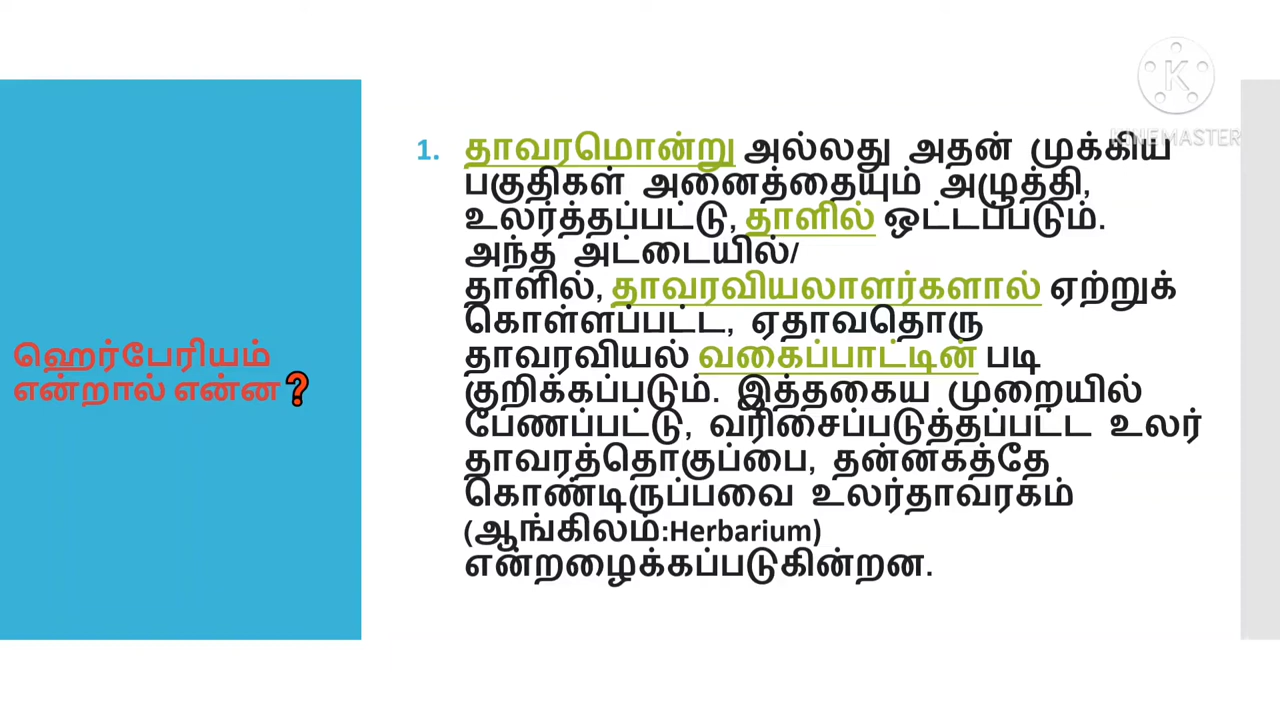 KINEMASTER
1. தாவரமொன்று அல்லது அதன் முக்கிய
பகுதிகள் அனைத்தையும் அழுத்தி,
உலர்த்தப்பட்டு, தாளில் ஒட்டப்படும்.
அந்த அட்டையில்/
தாளில், தாவரவியலாளர்களால் ஏற்றுக்
கொள்ளப்பட்ட, ஏதாவதொரு
தாவரவியல் வகைப்பாட்டின் படி
குறிக்கப்படும். இத்தகைய முறையில்
பேணப்பட்டு, வரிசைப்படுத்தப்பட்ட உலர்
தாவரத்தொகுப்பை, தன்னகத்தே
கொண்டிருப்பவை உலர்தாவரகம்
(ஆங்கிலம்:Herbarium)
என்றழைக்கப்படுகின்றன.
ஹெர்பேரியம்
என்றால் என்ன❓